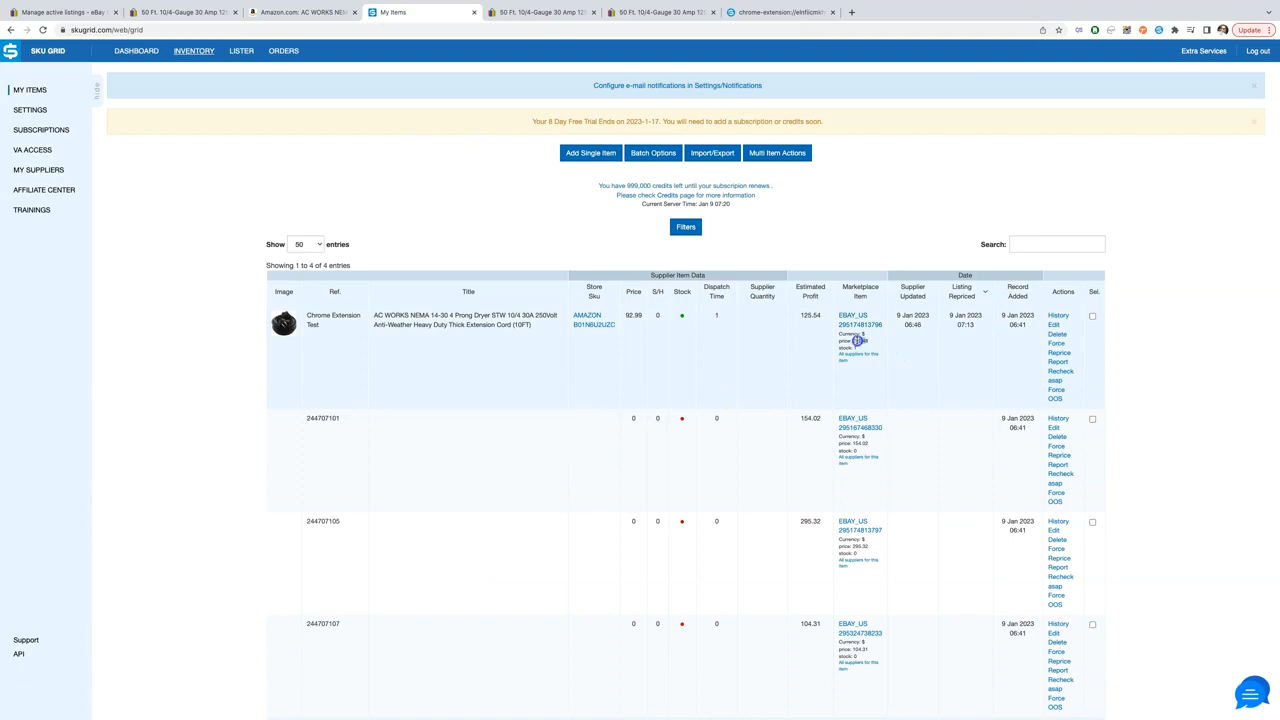 Manage active listings - eBay
50 Ft. 10/4-Gauge 30 Amp 125
Amazon.com: AC WORKS NEM
My Items
50 Ft. 10/4-Gauge 30 Amp 125
50 Ft. 10/4-Gauge 30 Amp 125
chrome-extension://elnfiicmkh
skugrid.com/web/grid
Update
SKU GRID
DASHBOARD
INVENTORY
LISTER
ORDERS
Extra Services
Log out
MY ITEMS
SETTINGS
SUBSCRIPTIONS
VA ACCESS
MY SUPPLIERS
AFFILIATE CENTER
TRAININGS
hide
Configure e-mail notifications in Settings/Notifications
Your 8 Day Free Trial Ends on 2023-1-17. You will need to add a subscription or credits soon.
Add Single Item Batch Options Import/Export Multi Item Actions
You have 999,000 credits left until your subscripion renews .
Please check Credits page for more information
Current Server Time: Jan 9 07:20
Filters
Show 50 entries
Search:
Showing 1 to 4 of 4 entries
Supplier Item Data
Date
Image Ref. Title Store Sku Price S/H Stock Dispatch Time Supplier Quantity Estimated Profit Marketplace Item Supplier Updated Listing Repriced Record Added Actions Sel.
Chrome Extension Test
AC WORKS NEMA 14-30 4 Prong Dryer STW 10/4 30A 250Volt
Anti-Weather Heavy Duty Thick Extension Cord (10FT)
AMAZON
B01N6U2UZC
92.99 0 1 125.54
EBAY_US
295174813796
Currency: $
price:
stock:
All suppliers for this
item
9 Jan 2023
06:46
9 Jan 2023
07:13
9 Jan 2023
06:41
History
Edit
Delete
Force
Reprice
Report
Recheck
asap
Force
OOS
244707101 0 0 0 154.02
EBAY_US
295167468330
Currency: $
price: 154.02
stock: 0
All suppliers for this
item
9 Jan 2023
06:41
History
Edit
Delete
Force
Reprice
Report
Recheck
asap
Force
OOS
244707105 0 0 0 295.32
EBAY_US
295174813797
Currency: $
price: 295.32
stock: 0
All suppliers for this
item
9 Jan 2023
06:41
History
Edit
Delete
Force
Reprice
Report
Recheck
asap
Force
OOS
244707107 0 0 0 104.31
EBAY_US
295324738233
Currency: $
price: 104.31
stock: 0
All suppliers for this
item
9 Jan 2023
06:41
History
Edit
Delete
Force
Reprice
Report
Recheck
asap
Force
OOS
Support
API